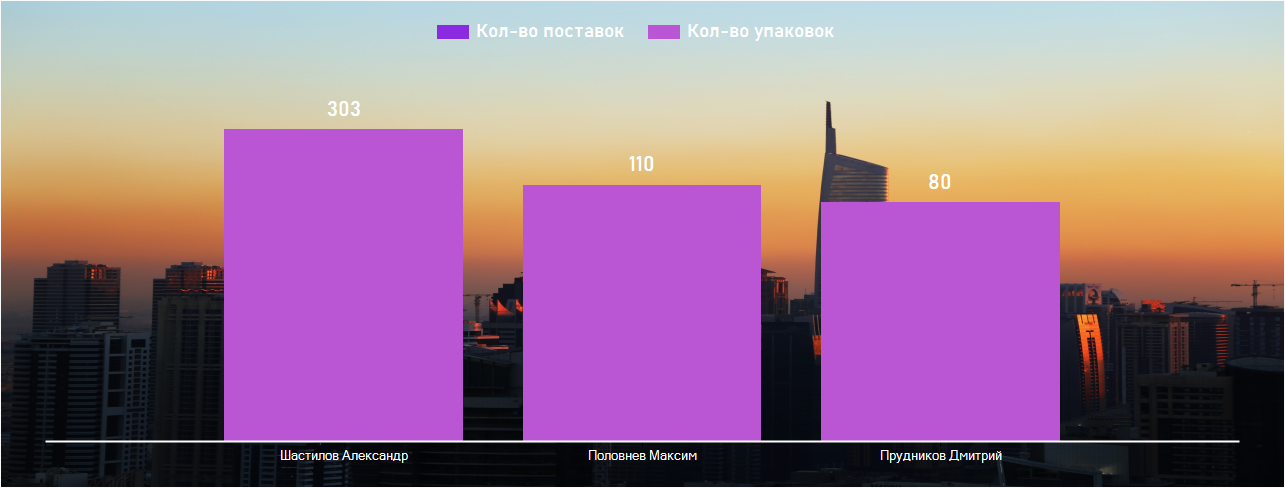 Кол-во поставок Кол-во упаковок
303
110
80
Шастилов Александр Половнев Максим Прудников Дмитрий